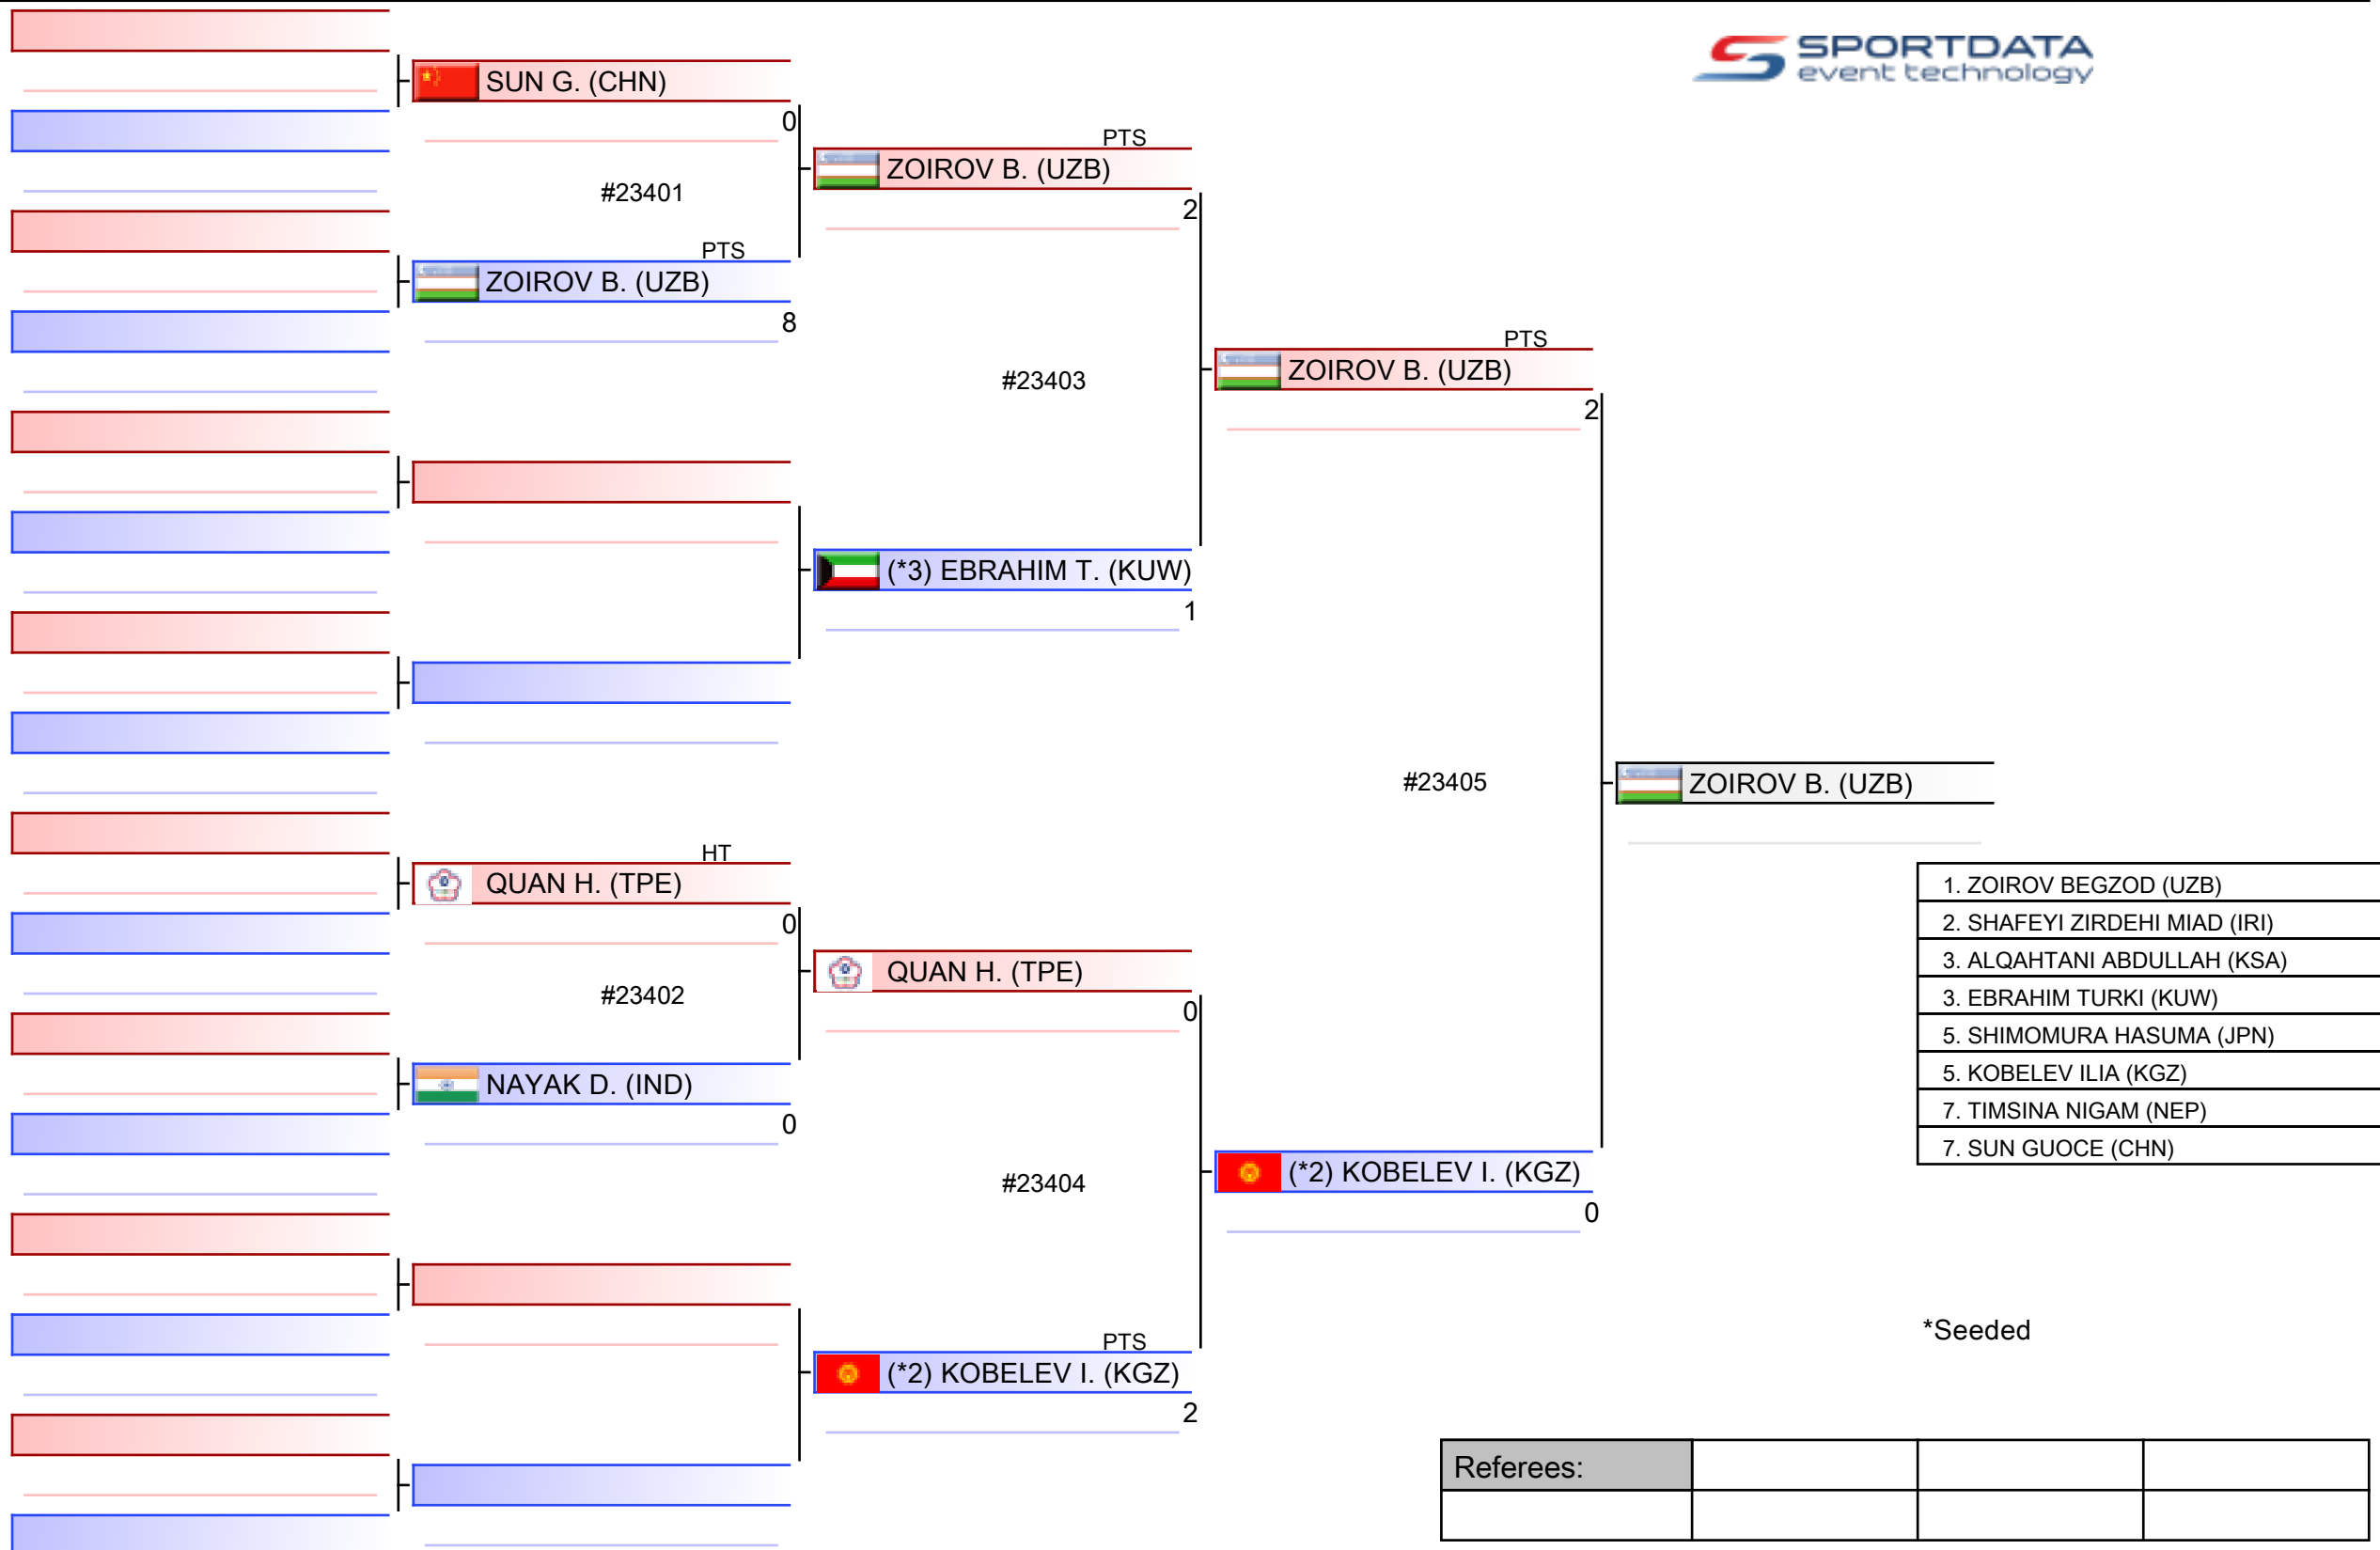 SPORTDATA
event technology
SUN G. (CHN)
0
#23401
PTS
ZOIROV B. (UZB)
8
PTS
ZOIROV B. (UZB)
2
#23403
(*3) EBRAHIM T. (KUW)
1
PTS
ZOIROV B. (UZB)
2
#23405
ZOIROV B. (UZB)
HT
QUAN H. (TPE)
0
#23402
NAYAK D. (IND)
0
QUAN H. (TPE)
0
#23404
PTS
(*2) KOBELEV I. (KGZ)
2
(*2) KOBELEV I. (KGZ)
0
1. ZOIROV BEGZOD (UZB)
2. SHAFEYI ZIRDEHI MIAD (IRI)
3. ALQAHTANI ABDULLAH (KSA)
3. EBRAHIM TURKI (KUW)
5. SHIMOMURA HASUMA (JPN)
5. KOBELEV ILIA (KGZ)
7. TIMSINA NIGAM (NEP)
7. SUN GUOCE (CHN)
*Seeded
Referees: